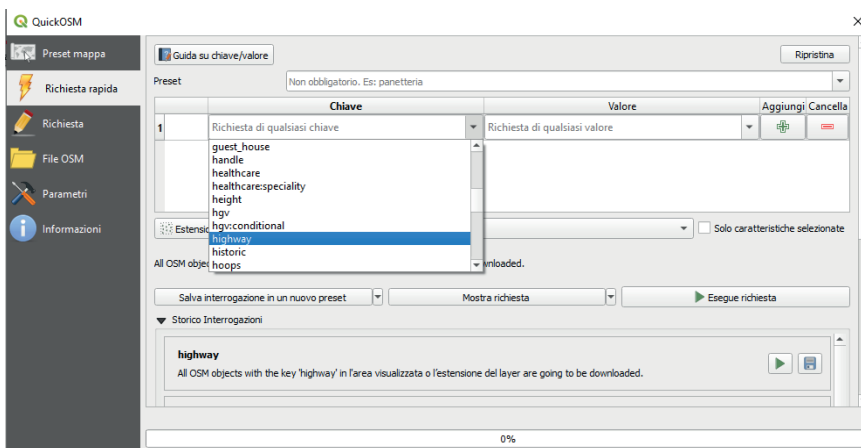 QuickOSM
Preset mappa
Richiesta rapida
Richiesta
File OSM
Parametri
Informazioni
Guida su chiave/valore
Ripristina
Preset
Non obbligatorio. Es: panetteria
Chiave Valore Aggiungi Cancella
1 Richiesta di qualsiasi chiave Richiesta di qualsiasi valore
guest_house
handle
healthcare
healthcare:speciality
height
hgv
hgv:conditional
highway
historic
hoops
Solo caratteristiche selezionate
All OSM
Salva interrogazione in un nuovo preset Mostra richiesta Esegue richiesta
Storico Interrogazioni
highway
All OSM objects with the key 'highway' in l'area visualizzata o l'estensione del layer are going to be downloaded.
0%